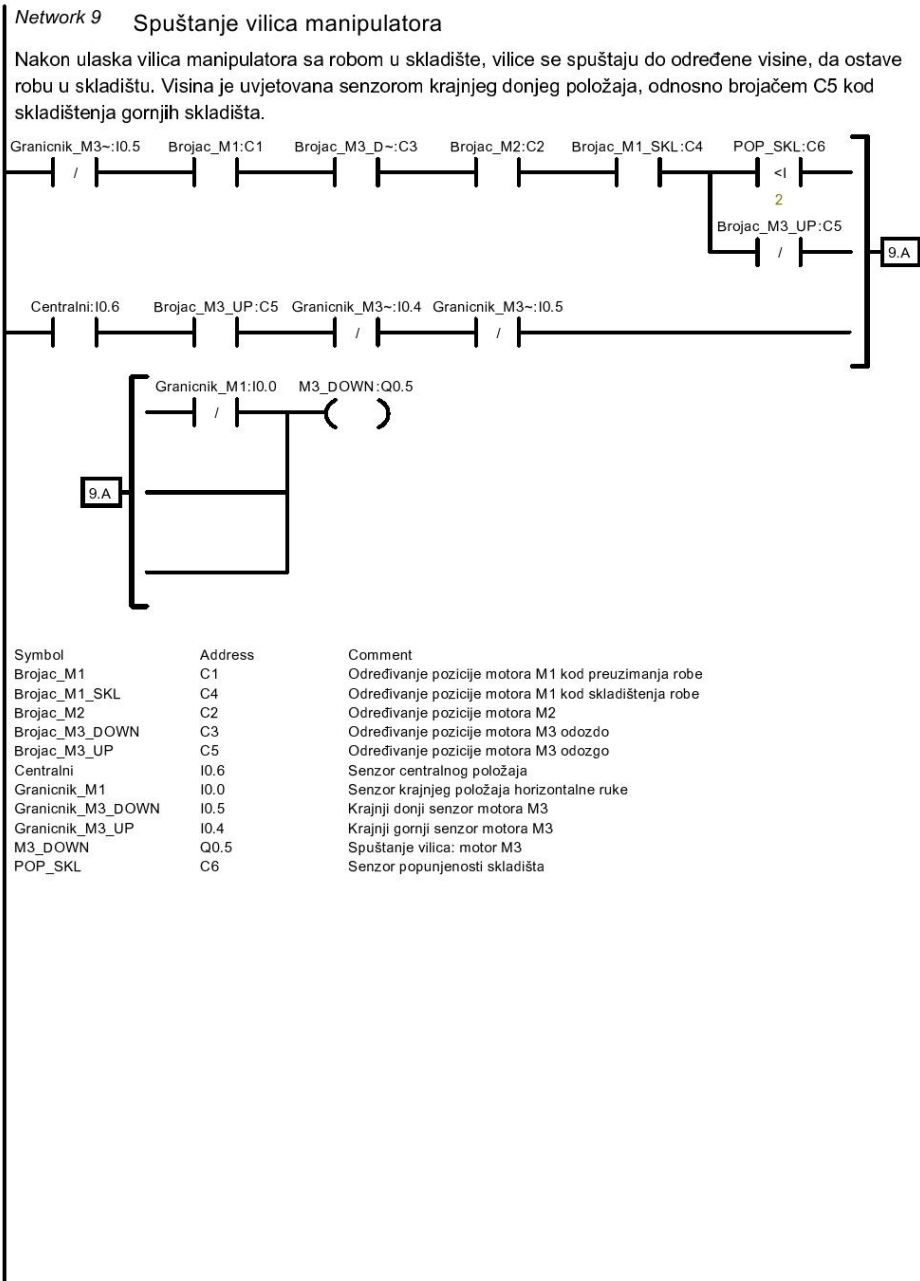 Network 9 Spuštanje vilica manipulatora
Nakon ulaska vilica manipulatora sa robom u skladište, vilice se spuštaju do određene visine, da ostave
robu u skladištu. Visina je uvjetovana senzorom krajnjeg donjeg položaja, odnosno brojačem C5 kod
skladištenja gornjih skladišta.
Granicnik_M3~:I0.5 Brojac_M1:C1 Brojac_M3_D~:C3 Brojac_M2:C2 Brojac_M1_SKL:C4 POP_SKL:C6
/ <I
2
Brojac_M3_UP:C5
/ 9.A
Centralni:I0.6 Brojac_M3_UP:C5 Granicnik_M3~:I0.4 Granicnik_M3~:I0.5
/ /
Granicnik_M1:I0.0 M3_DOWN:Q0.5
/
9.A
Symbol Address Comment
Brojac_M1 C1 Određivanje pozicije motora M1 kod preuzimanja robe
Brojac_M1_SKL C4 Određivanje pozicije motora M1 kod skladištenja robe
Brojac_M2 C2 Određivanje pozicije motora M2
Brojac_M3_DOWN C3 Određivanje pozicije motora M3 odozdo
Brojac_M3_UP C5 Određivanje pozicije motora M3 odozgo
Centralni I0.6 Senzor centralnog položaja
Granicnik_M1 I0.0 Senzor krajnjeg položaja horizontalne ruke
Granicnik_M3_DOWN I0.5 Krajnji donji senzor motora M3
Granicnik_M3_UP I0.4 Krajnji gornji senzor motora M3
M3_DOWN Q0.5 Spuštanje vilica: motor M3
POP_SKL C6 Senzor popunjenosti skladišta